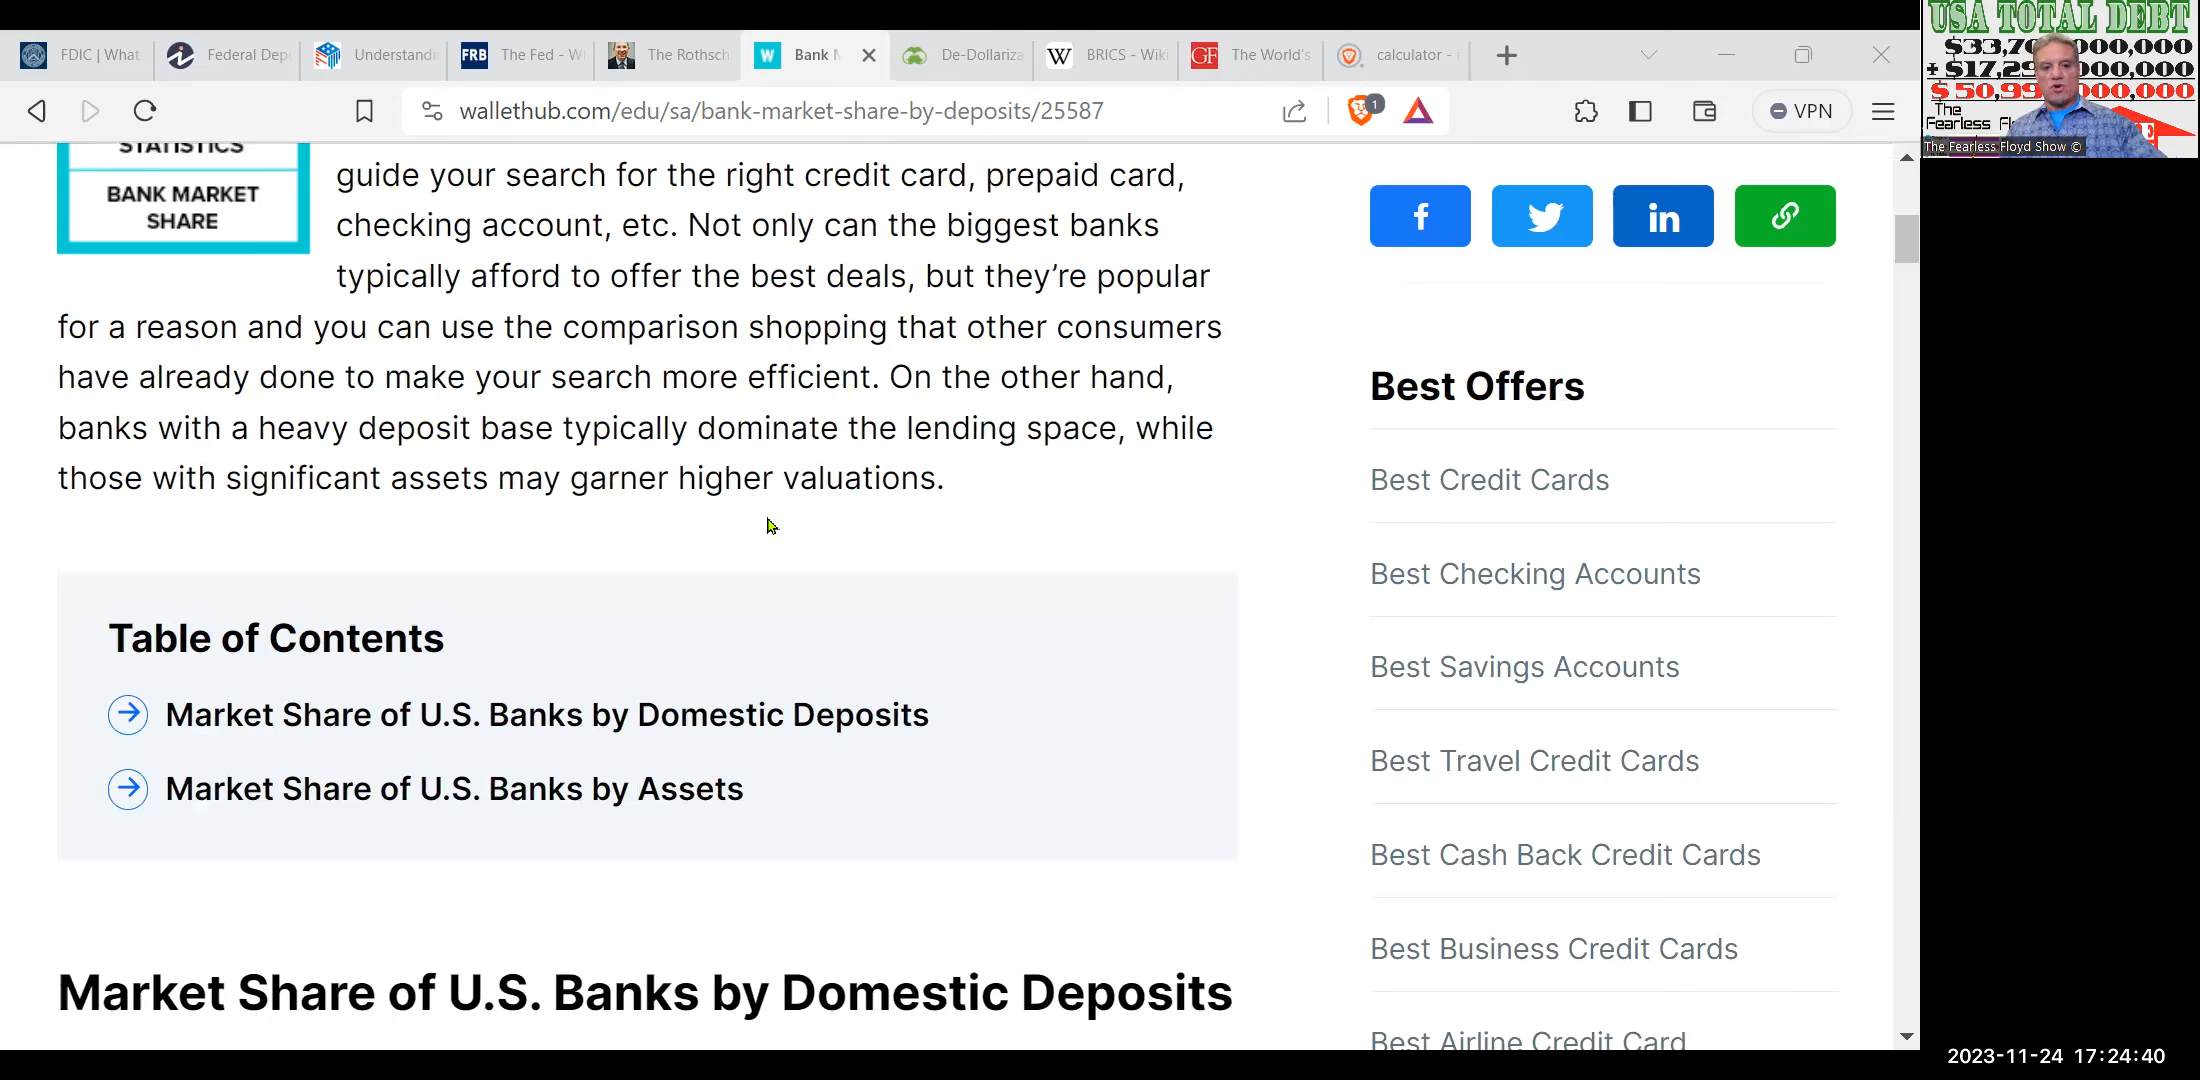 FDIC | What
Federal Dep
Understandi
FRB
The Fed - W
The Rothsch
W
Bank M
De-Dollariza
W
BRICS - Wiki
GF
The World's
calculator -
wallethub.com/edu/sa/bank-market-share-by-deposits/25587
1
VPN
USA TOTAL DEBT
The
Fearless Fl
The Fearless Floyd Show ©
STATISTICS
BANK MARKET
SHARE
guide your search for the right credit card, prepaid card,
checking account, etc. Not only can the biggest banks
typically afford to offer the best deals, but they’re popular
for a reason and you can use the comparison shopping that other consumers
have already done to make your search more efficient. On the other hand,
banks with a heavy deposit base typically dominate the lending space, while
those with significant assets may garner higher valuations.
Table of Contents
Market Share of U.S. Banks by Domestic Deposits
Market Share of U.S. Banks by Assets
Market Share of U.S. Banks by Domestic Deposits
f
in
Best Offers
Best Credit Cards
Best Checking Accounts
Best Savings Accounts
Best Travel Credit Cards
Best Cash Back Credit Cards
Best Business Credit Cards
Best Airline Credit Card
2023-11-24 17:24:40